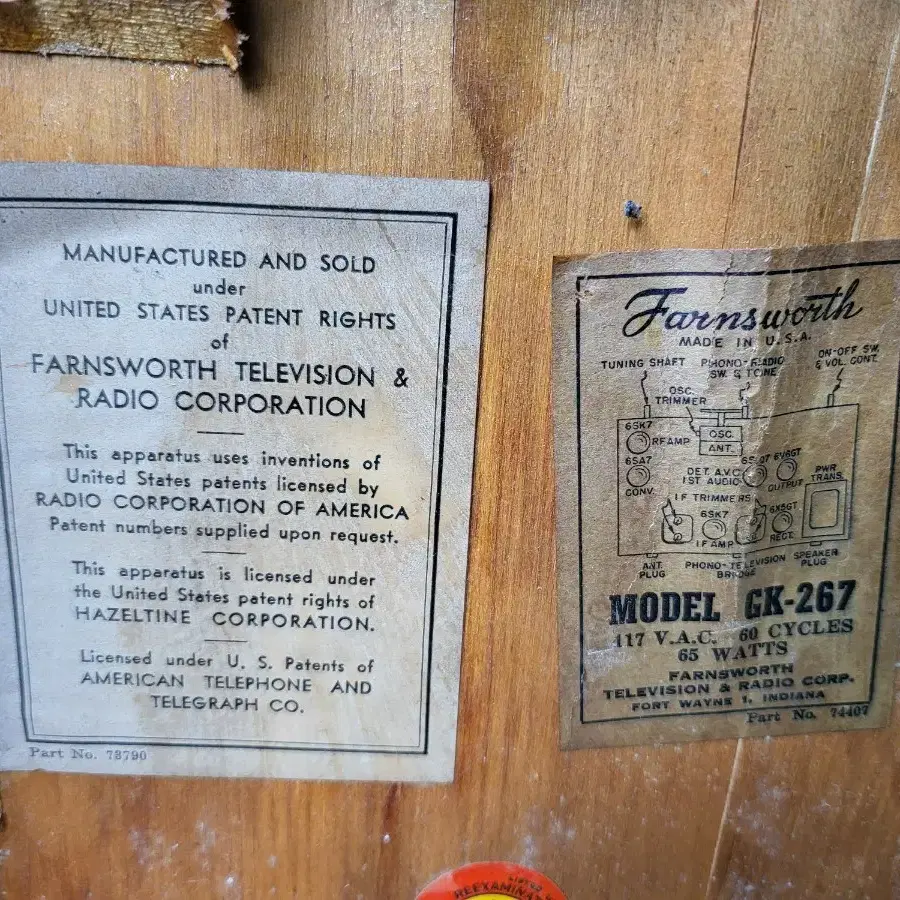 MANUFACTURED AND SOLD
under
UNITED STATES PATENT RIGHTS
of
FARNSWORTH TELEVISION &
RADIO CORPORATION
This apparatus uses inventions of
United States patents licensed by
RADIO CORPORATION OF AMERICA
Patent numbers supplied upon request.
This apparatus is licensed under
the United States patent rights of
HAZELTINE CORPORATION.
Licensed under U. S. Patents of
AMERICAN TELEPHONE AND
TELEGRAPH CO.
Part No. 73790
Farnsworth
MADE IN U.S.A.
TUNING SHAFT
PHONO-RADIO
SW. & TONE
ON-OFF SW.
& VOL. CONT.
OSC.
TRIMMER
6SK7
RF AMP
OSC.
ANT.
6SA7
CONV.
DET. A.V.C.
1ST AUDIO
6V6GT
OUTPUT
PWR
TRANS.
I.F TRIMMERS
6SK7
I.F AMP
6X5GT
RECT.
ANT.
PLUG
PHONO-TELEVISION
BRIDGE
SPEAKER
PLUG
MODEL GK-267
117 V.A.C. 60 CYCLES
65 WATTS
FARNSWORTH
TELEVISION & RADIO CORP.
FORT WAYNE 1, INDIANA
Part No. 74407
LISTED